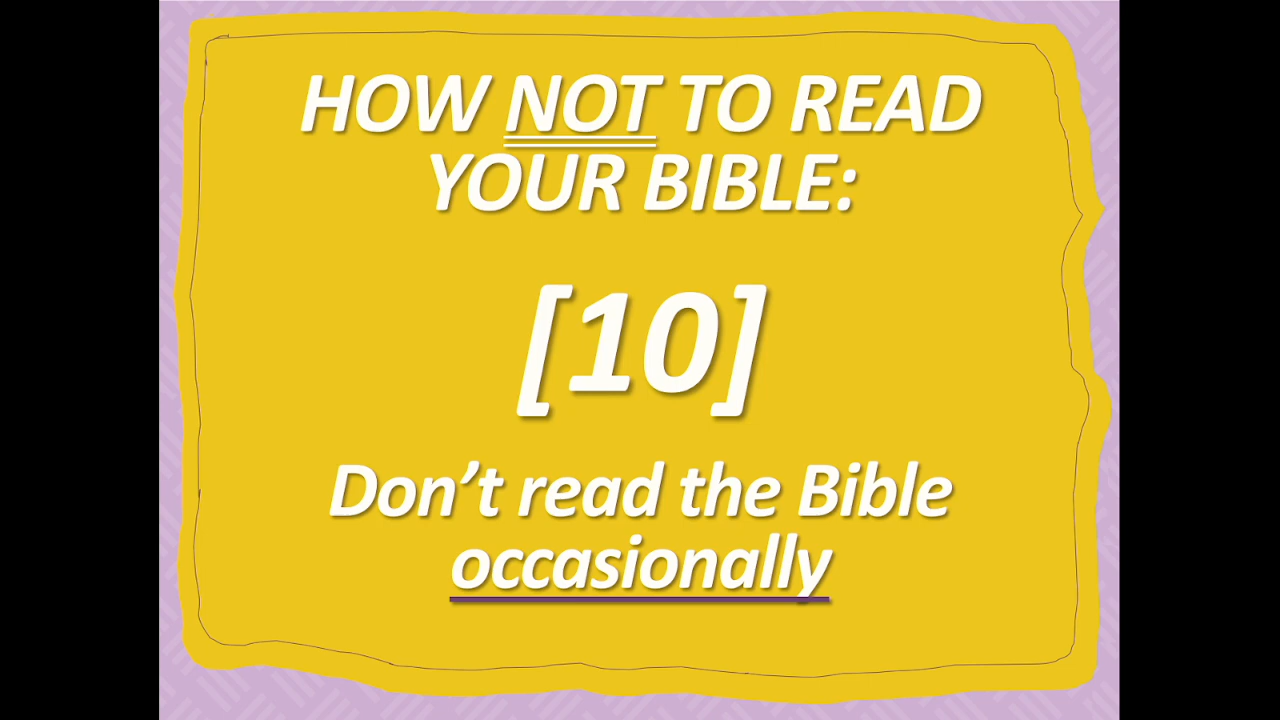 HOW NOT TO READ
YOUR BIBLE:
[10]
Don’t read the Bible
occasionally